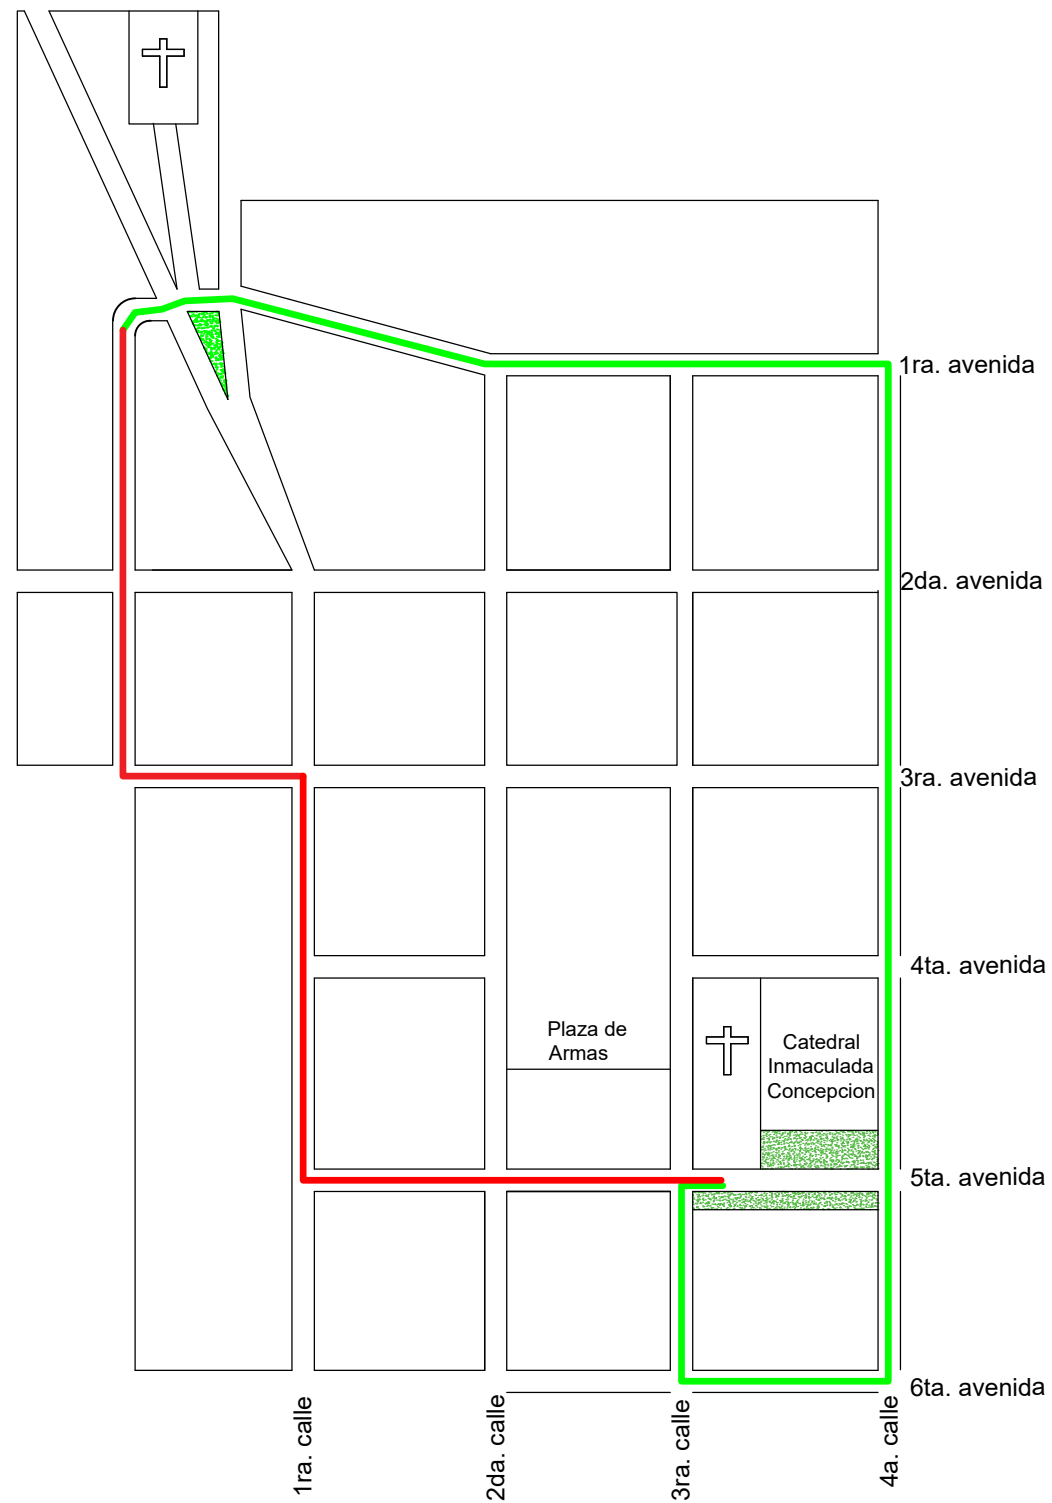 1ra. avenida
2da. avenida
3ra. avenida
4ta. avenida
Plaza de
Armas
Catedral
Inmaculada
Concepcion
5ta. avenida
6ta. avenida
1ra. calle
2da. calle
3ra. calle
4a. calle